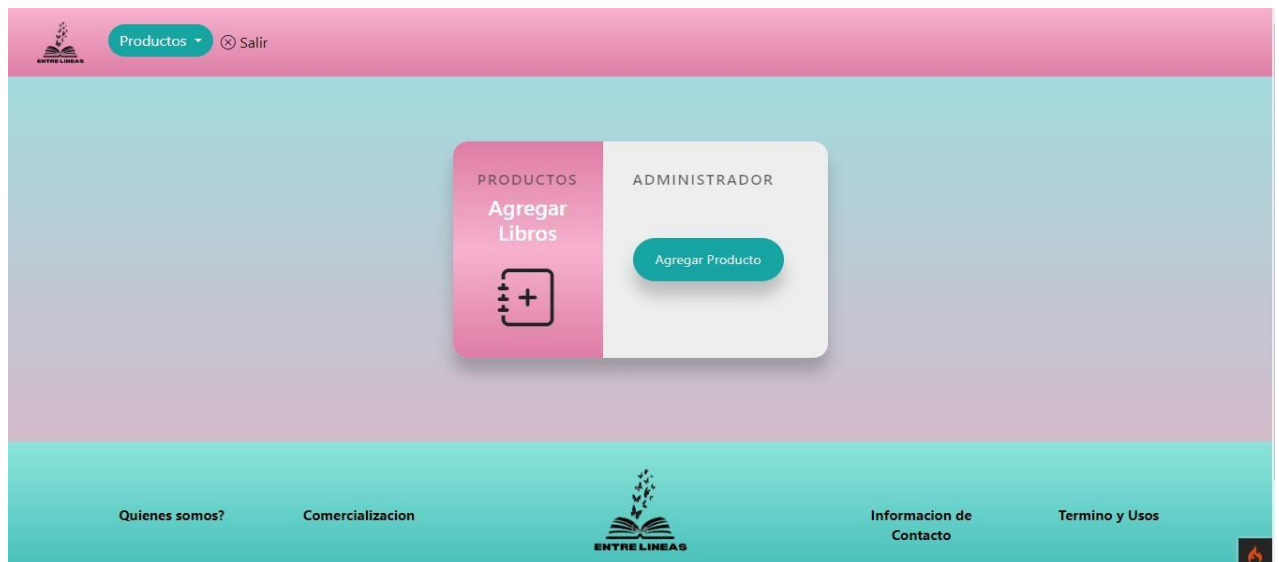 ENTRE LINEAS
Productos
Salir
PRODUCTOS
Agregar
Libros
ADMINISTRADOR
Agregar Producto
Quienes somos?
Comercializacion
ENTRE LINEAS
Informacion de
Contacto
Termino y Usos